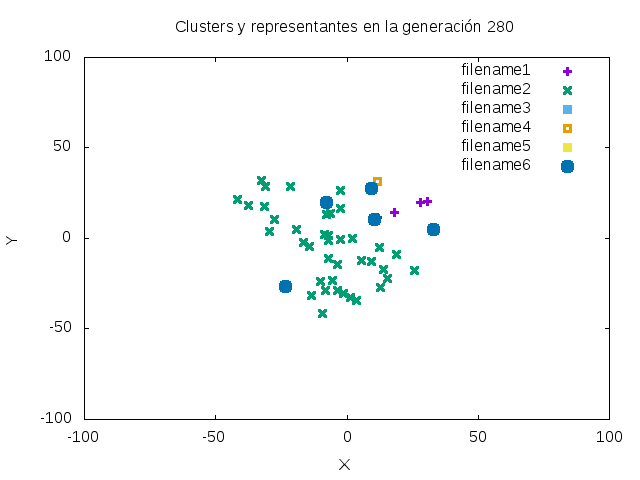 Clusters y representantes en la generación 280
100
50
0
-50
-100
-100
-50
0
50
100
Y
X
filename1
filename2
filename3
filename4
filename5
filename6